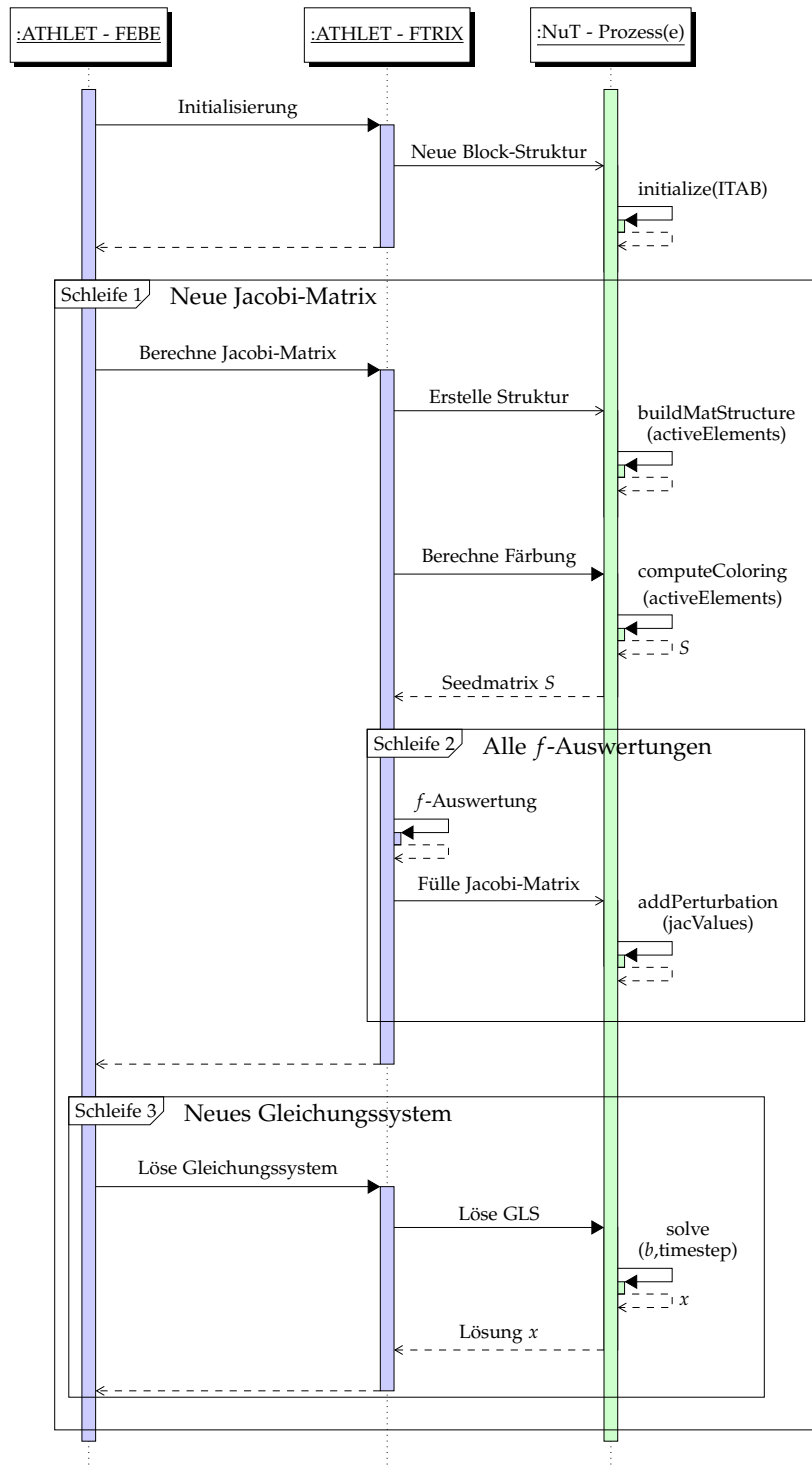 :ATHLET - FEBE
:ATHLET - FTRIX
:NuT - Prozess(e)
Initialisierung
Neue Block-Struktur
initialize(ITAB)
Schleife 1
Neue Jacobi-Matrix
Berechne Jacobi-Matrix
Erstelle Struktur
buildMatStructure
(activeElements)
Berechne Färbung
computeColoring
(activeElements)
S
Seedmatrix S
Schleife 2
Alle f-Auswertungen
f-Auswertung
Fülle Jacobi-Matrix
addPerturbation
(jacValues)
Schleife 3
Neues Gleichungssystem
Löse Gleichungssystem
Löse GLS
solve
(b,timestep)
x
Lösung x